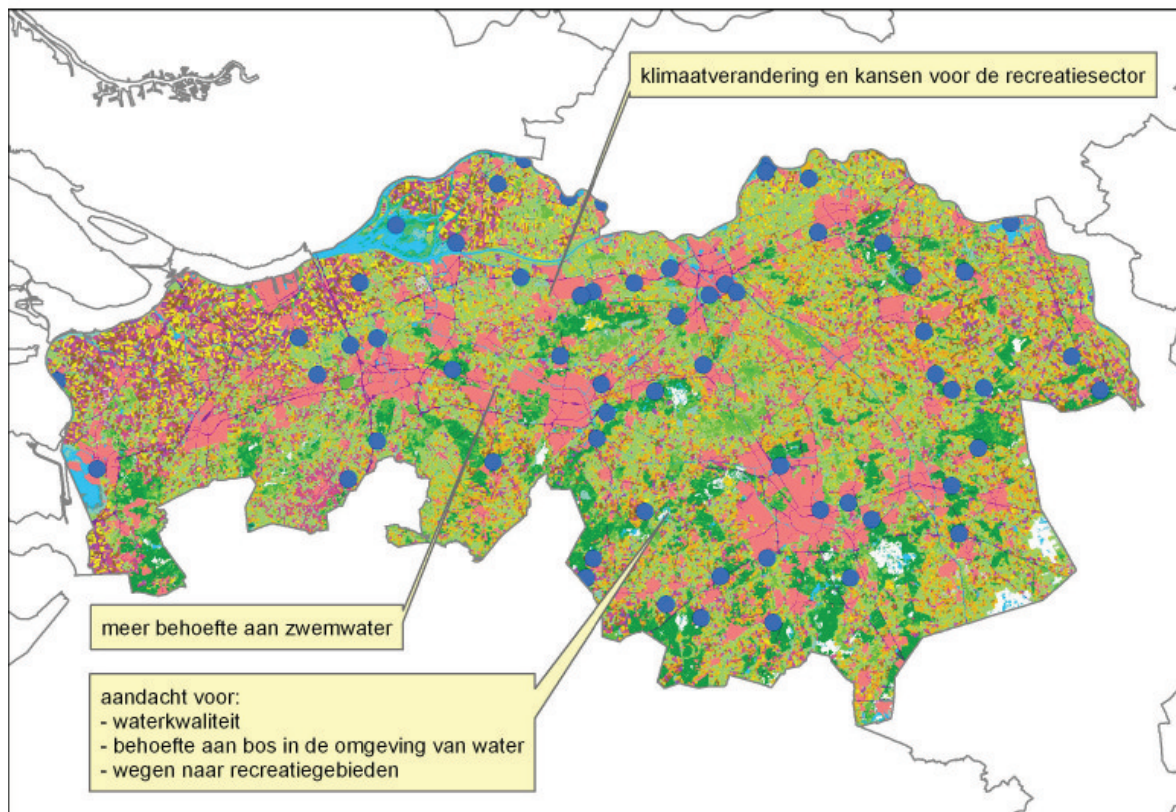 klimaatverandering en kansen voor de recreatiesector
meer behoefte aan zwemwater
aandacht voor:
- waterkwaliteit
- behoefte aan bos in de omgeving van water
- wegen naar recreatiegebieden